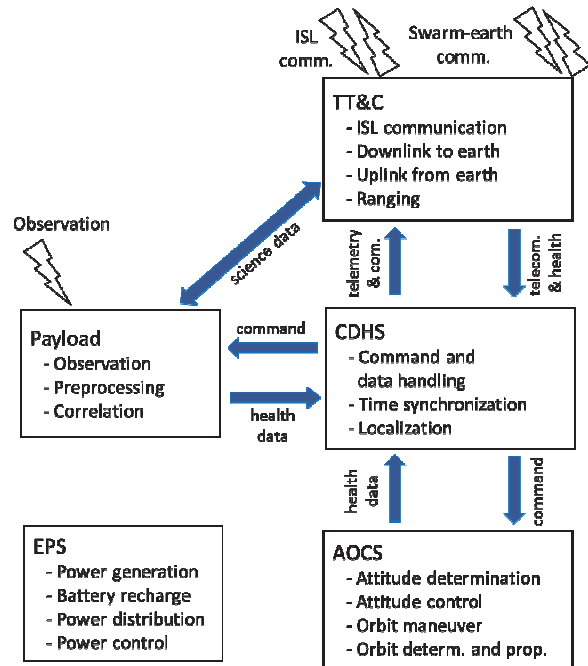 ISL
comm.
Swarm-earth
comm.
TT&C
- ISL communication
- Downlink to earth
- Uplink from earth
- Ranging
Observation
science data
telemetry
& com.
telecom.
& health
Payload
- Observation
- Preprocessing
- Correlation
command
health
data
CDHS
- Command and
data handling
- Time synchronization
- Localization
health
data
command
EPS
- Power generation
- Battery recharge
- Power distribution
- Power control
AOCS
- Attitude determination
- Attitude control
- Orbit maneuver
- Orbit determ. and prop.